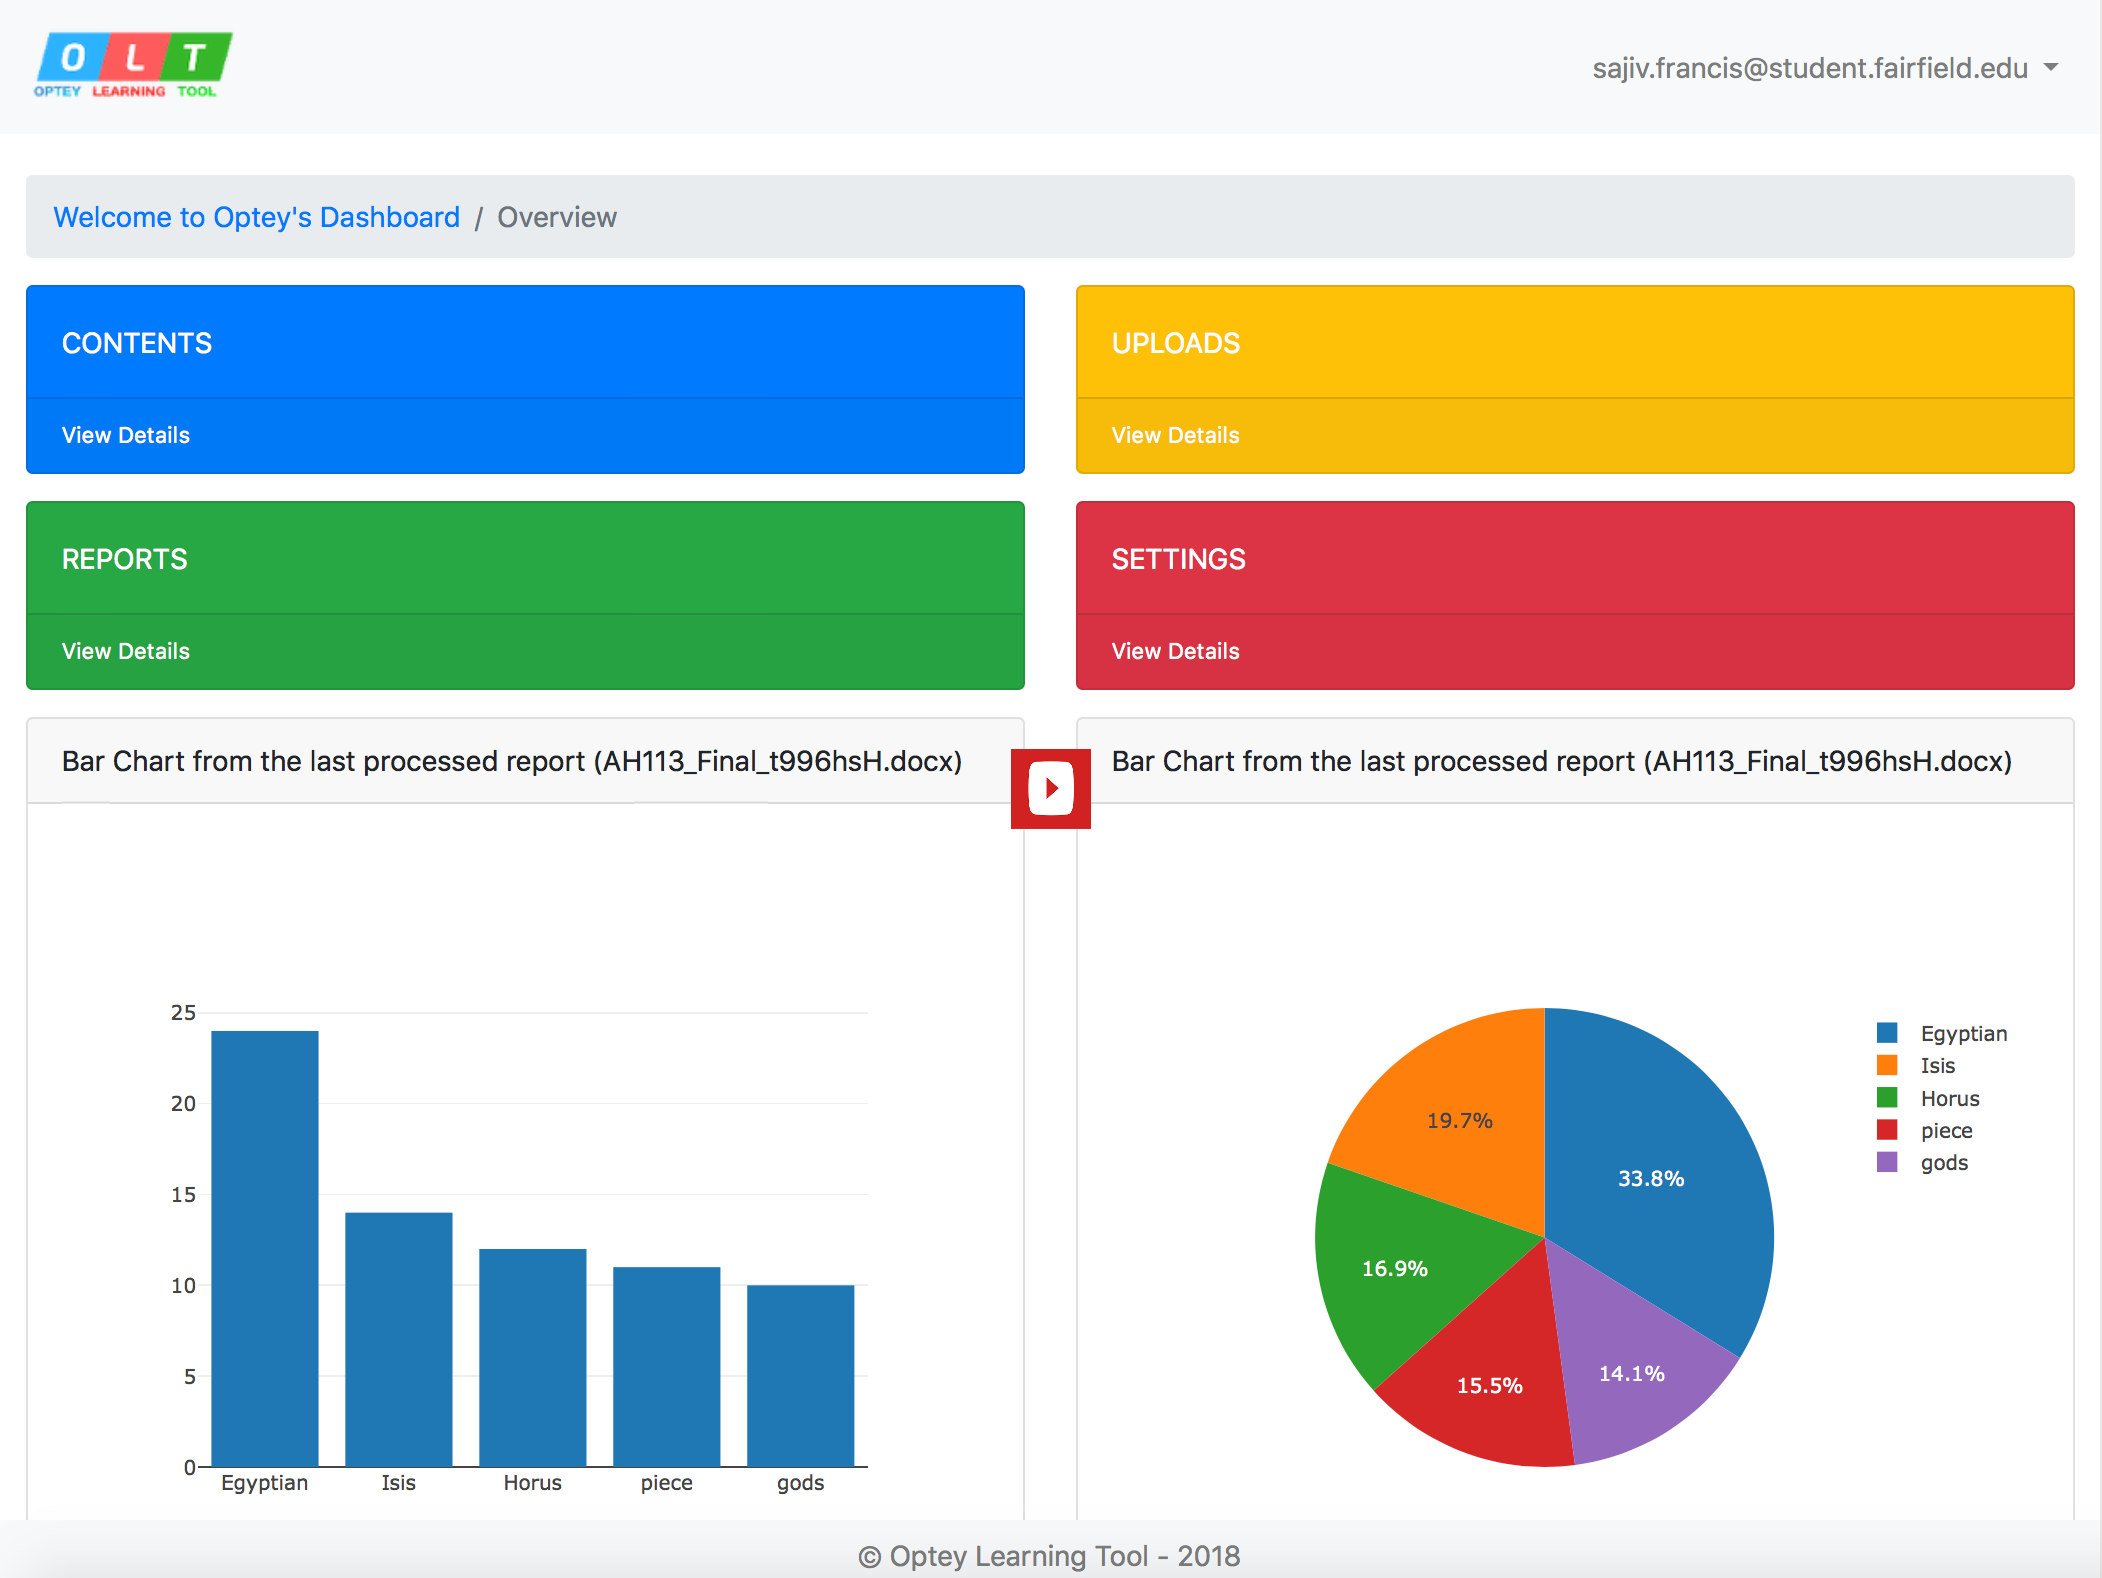 O L T
OPTEY LEARNING TOOL
sajiv.francis@student.fairfield.edu
Welcome to Optey's Dashboard / Overview
CONTENTS
View Details
UPLOADS
View Details
REPORTS
View Details
SETTINGS
View Details
Bar Chart from the last processed report (AH113_Final_t996hsH.docx)
25
20
15
10
5
0
Egyptian Isis Horus piece gods
Bar Chart from the last processed report (AH113_Final_t996hsH.docx)
19.7%
33.8%
16.9%
15.5%
14.1%
Egyptian
Isis
Horus
piece
gods
© Optey Learning Tool - 2018